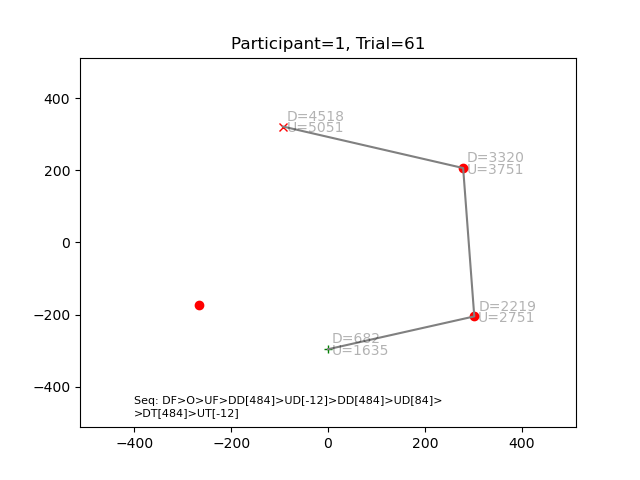 Participant=1, Trial=61
400
200
0
−200
−400
D=4518
U=5051
D=3320
U=3751
D=2219
U=2751
D=682
U=1635
Seq: DF>O>UF>DD[484]>UD[-12]>DD[484]>UD[84]>
>DT[484]>UT[-12]
−400
−200
0
200
400